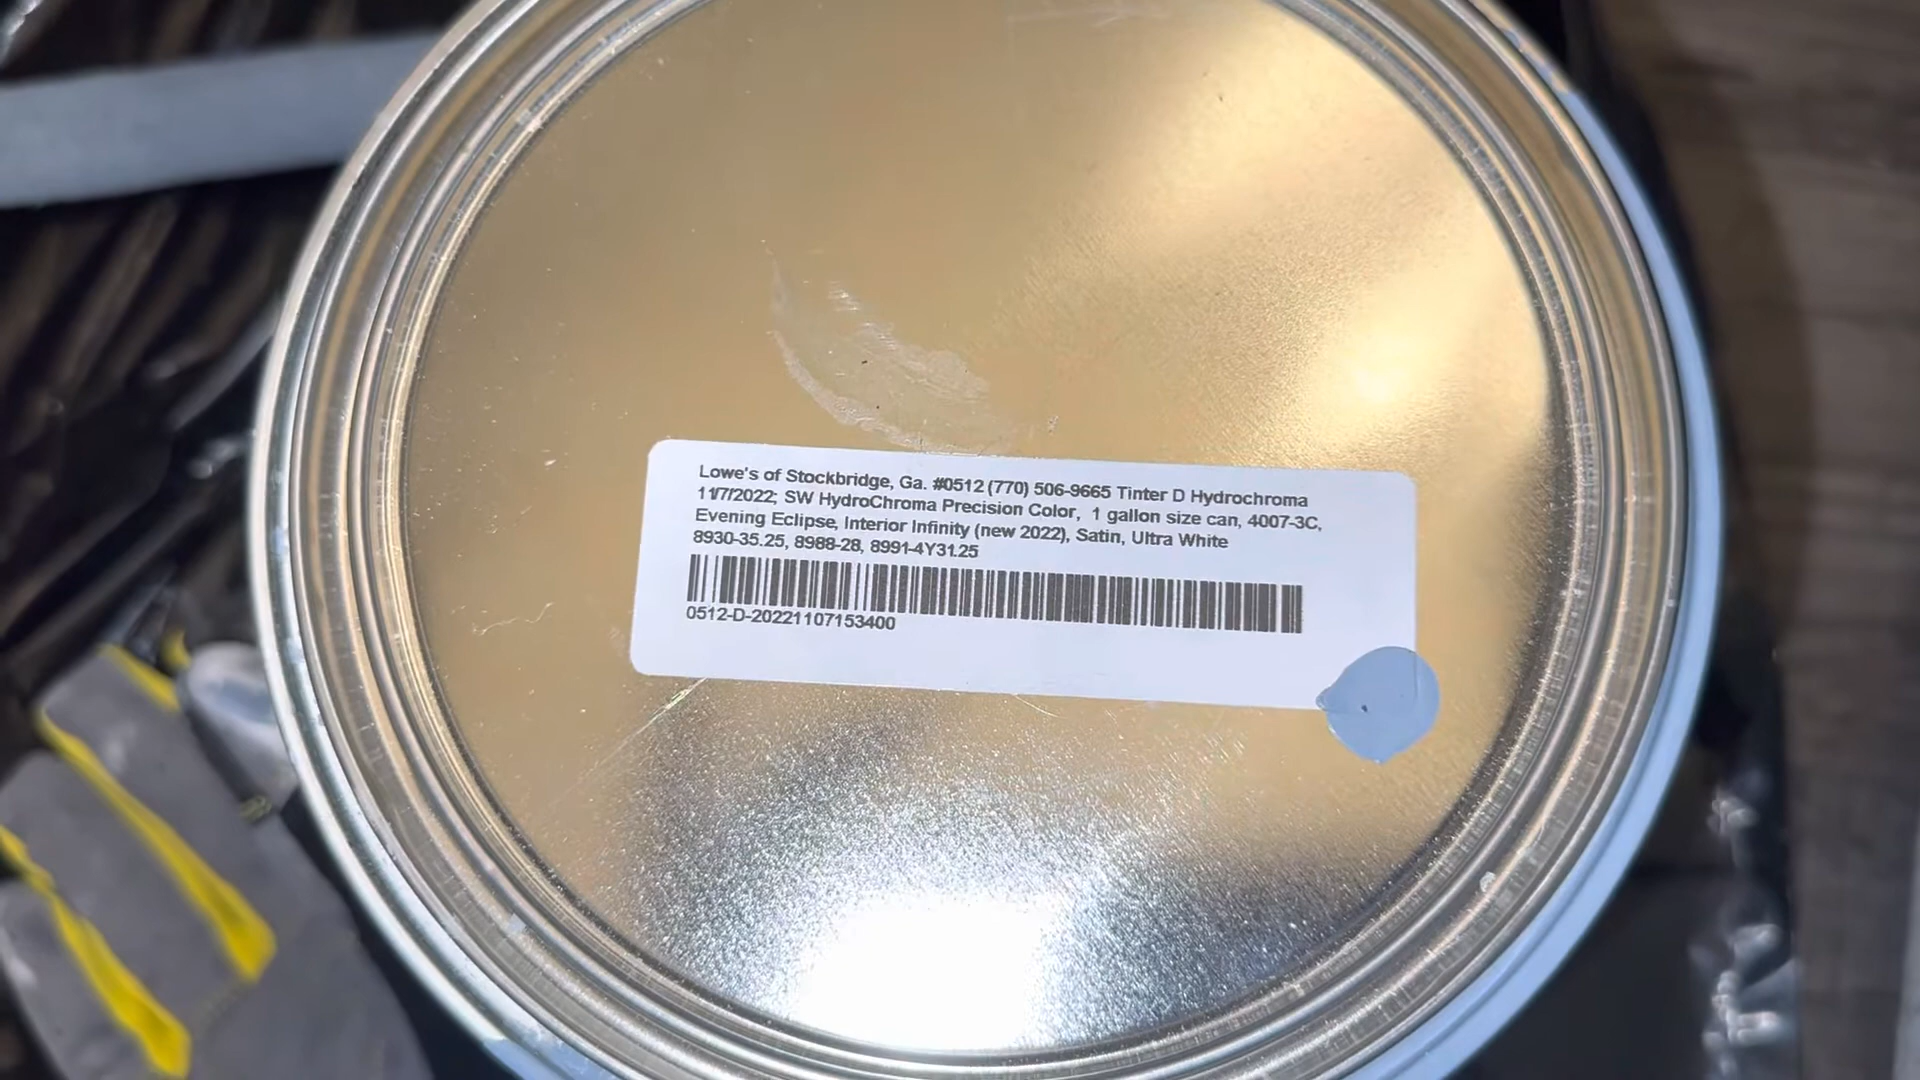 Lowe's of Stockbridge, Ga. #0512 (770) 506-9665 Tinter D Hydrochroma
11/7/2022; SW HydroChroma Precision Color, 1 gallon size can, 4007-3C,
Evening Eclipse, Interior Infinity (new 2022), Satin, Ultra White
8930-35.25, 8988-28, 8991-4Y31.25
0512-D-20221107153400